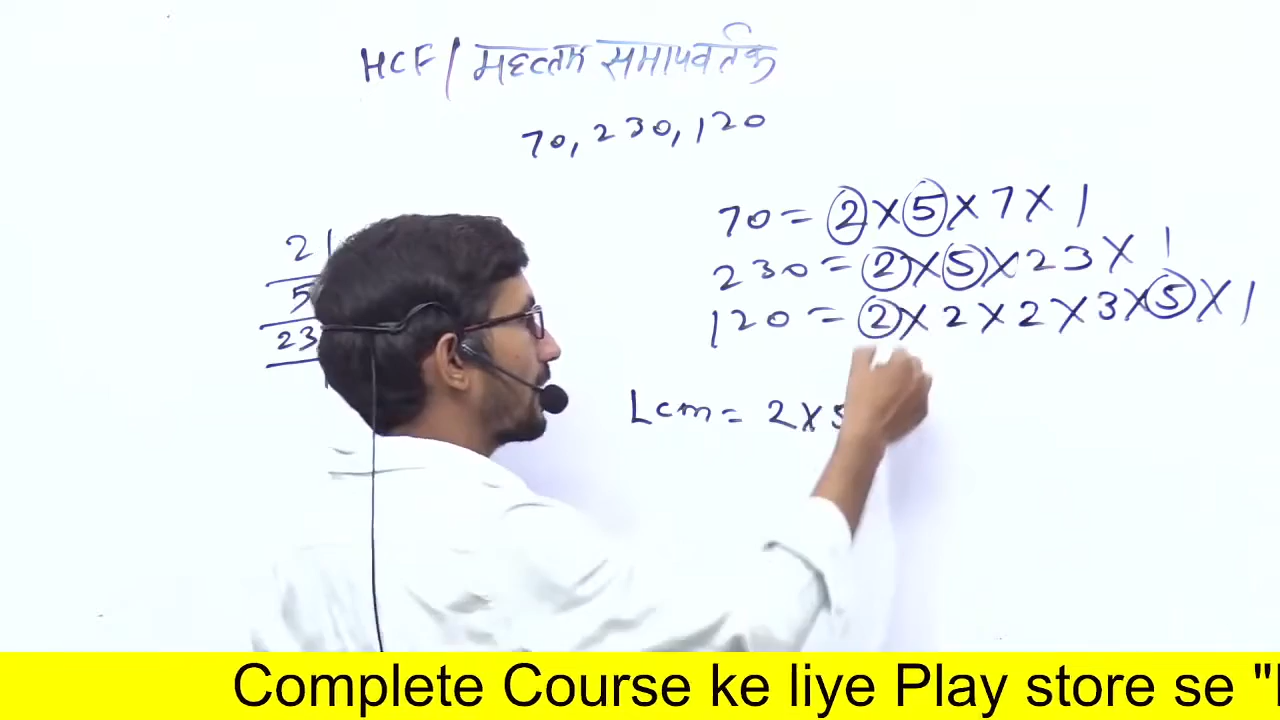 HCF / महत्तम समापवर्तक
70, 230, 120
2
5
23
70 = 2 × 5 × 7 × 1
230 = 2 × 5 × 23 × 1
120 = 2 × 2 × 2 × 3 × 5 × 1
Lcm = 2 × 5
Complete Course ke liye Play store se "